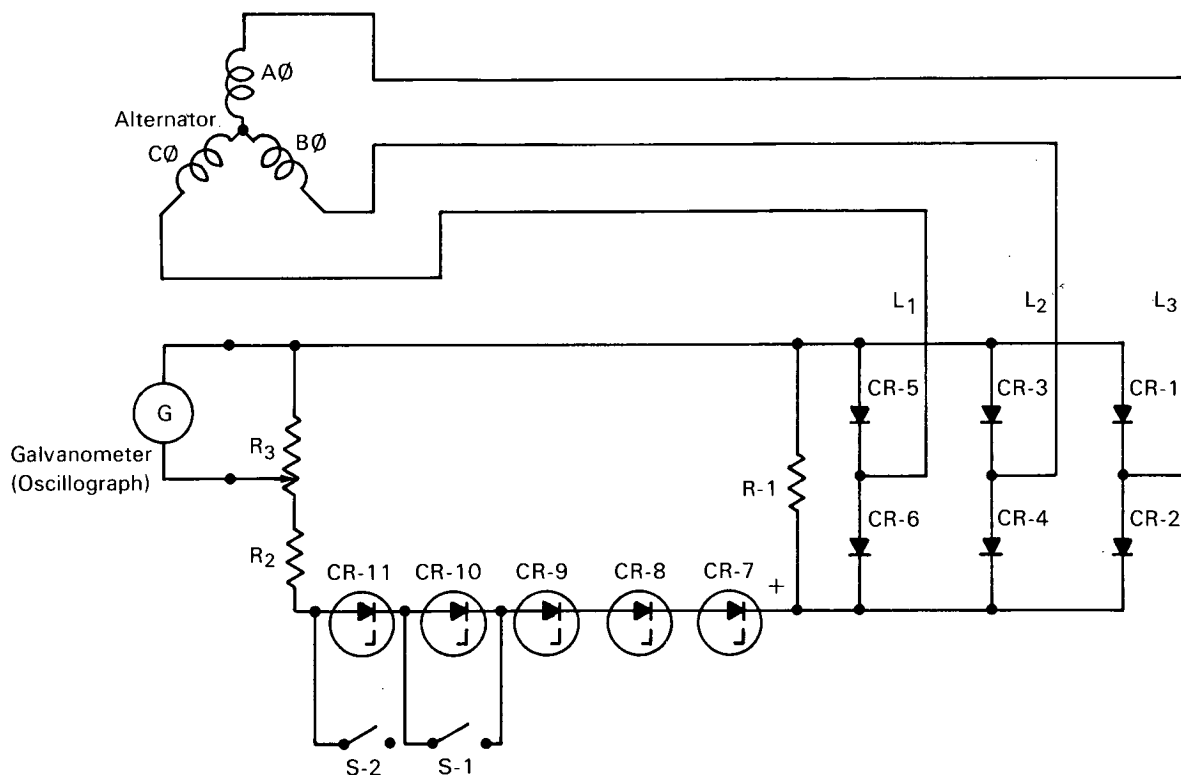 AØ
Alternator
CØ
BØ
L1
L2
L3
CR-5
CR-3
CR-1
G
R3
Galvanometer
(Oscillograph)
R-1
CR-6
CR-4
CR-2
R2
CR-11
CR-10
CR-9
CR-8
CR-7
+
S-2
S-1